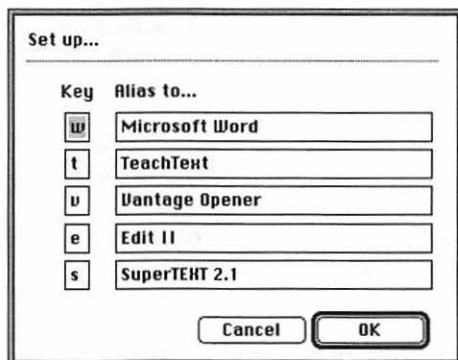 Set up...
Key Alias to...
w Microsoft Word
t TeachText
v Vantage Opener
e Edit II
s SuperTEXT 2.1
Cancel OK